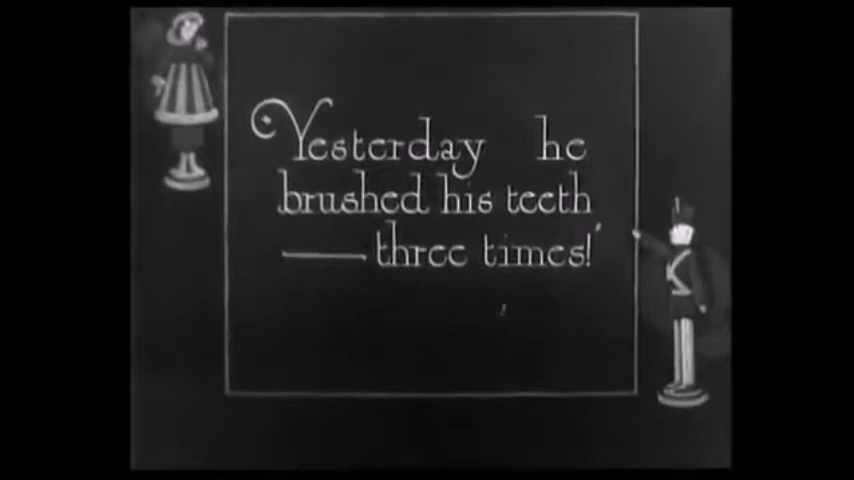 Yesterday he
brushed his teeth
—three times!"